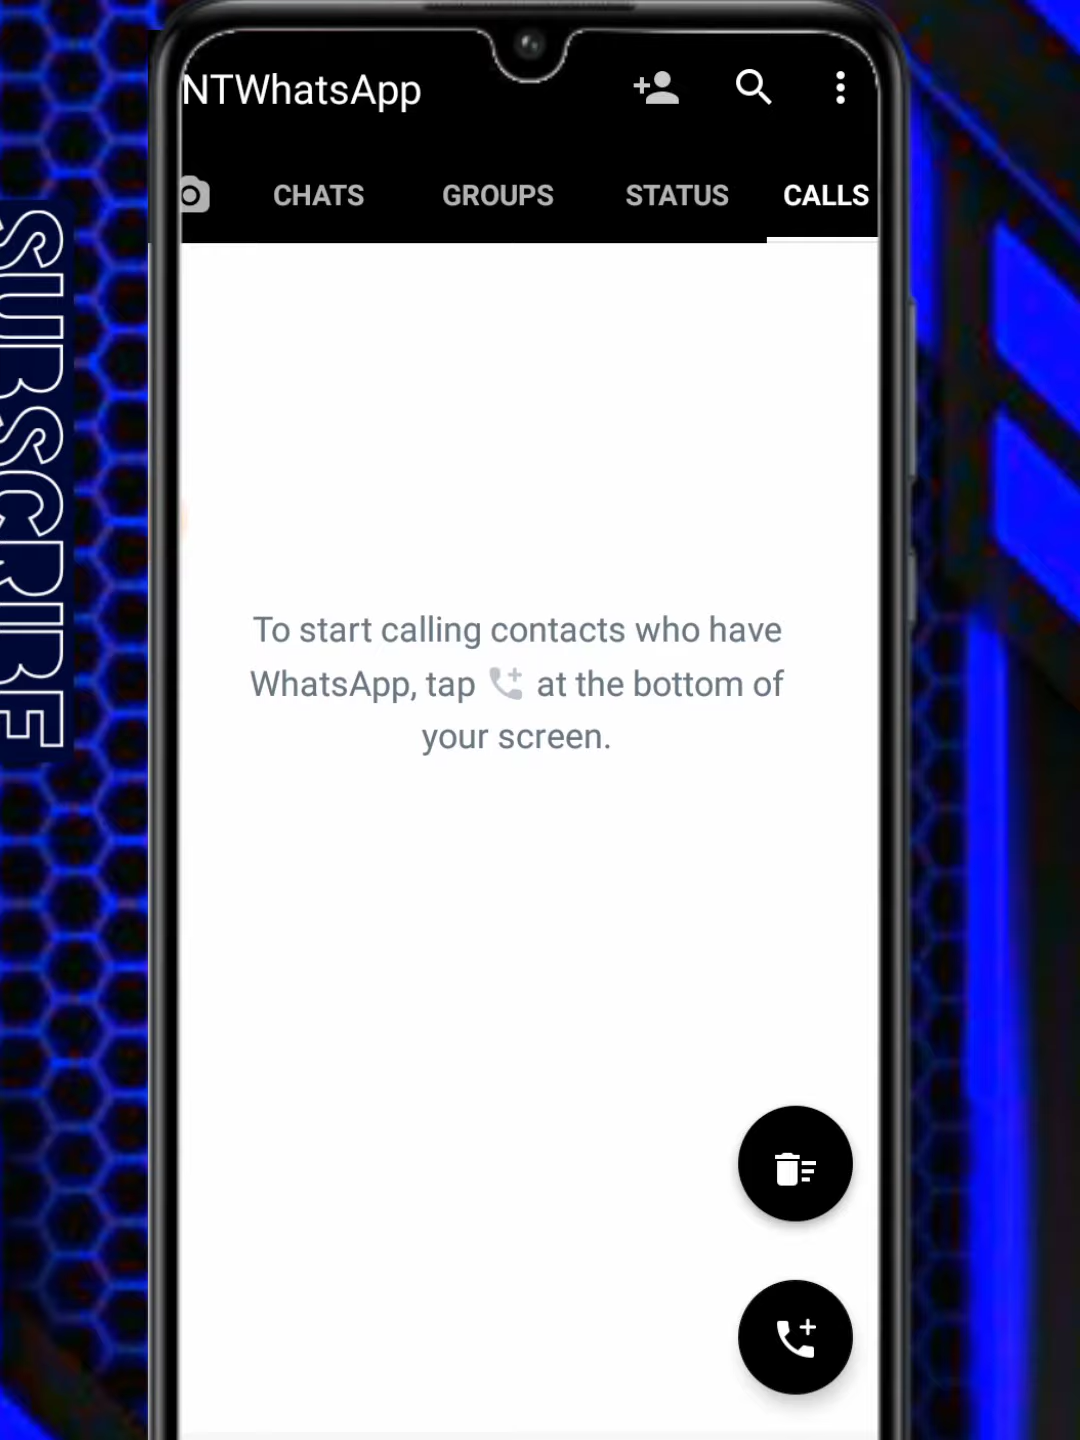 NTWhatsApp
CHATS GROUPS STATUS CALLS
SUBSCRIBE
To start calling contacts who have
WhatsApp, tap at the bottom of
your screen.